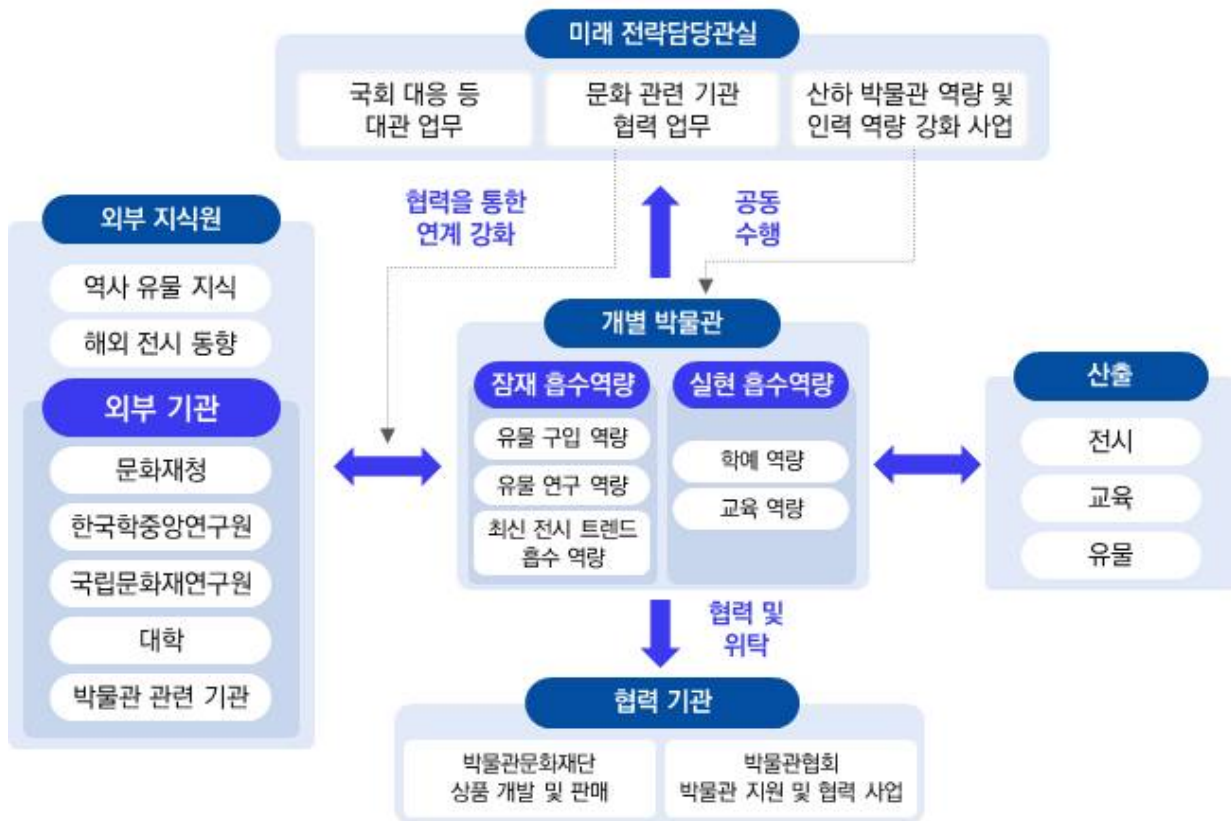 미래 전략담당관실
국회 대응 등
대관 업무
문화 관련 기관
협력 업무
산하 박물관 역량 및
인력 역량 강화 사업
협력을 통한
연계 강화
공동
수행
외부 지식원
역사 유물 지식
해외 전시 동향
외부 기관
문화재청
한국학중앙연구원
국립문화재연구원
대학
박물관 관련 기관
개별 박물관
잠재 흡수역량
유물 구입 역량
유물 연구 역량
최신 전시 트렌드
흡수 역량
실현 흡수역량
학예 역량
교육 역량
산출
전시
교육
유물
협력 및
위탁
협력 기관
박물관문화재단
상품 개발 및 판매
박물관협회
박물관 지원 및 협력 사업